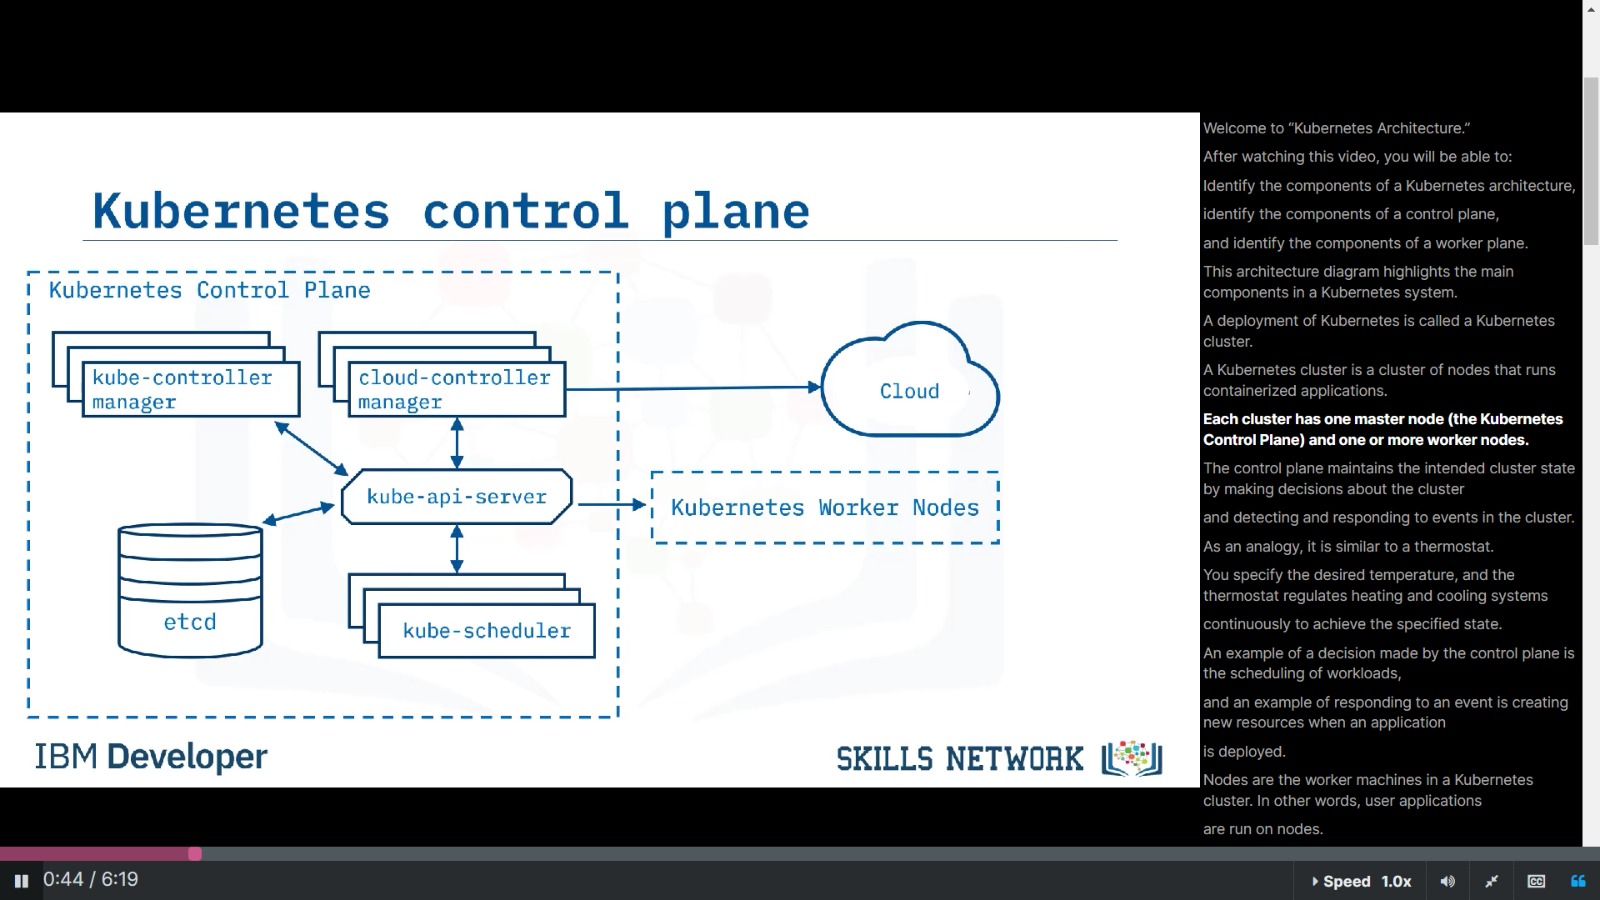 Kubernetes control plane
Kubernetes Control Plane
kube-controller
manager
cloud-controller
manager
Cloud
kube-api-server
Kubernetes Worker Nodes
etcd
kube-scheduler
IBM Developer
SKILLS NETWORK
Welcome to “Kubernetes Architecture.”
After watching this video, you will be able to:
Identify the components of a Kubernetes architecture,
identify the components of a control plane,
and identify the components of a worker plane.
This architecture diagram highlights the main
components in a Kubernetes system.
A deployment of Kubernetes is called a Kubernetes
cluster.
A Kubernetes cluster is a cluster of nodes that runs
containerized applications.
Each cluster has one master node (the Kubernetes
Control Plane) and one or more worker nodes.
The control plane maintains the intended cluster state
by making decisions about the cluster
and detecting and responding to events in the cluster.
As an analogy, it is similar to a thermostat.
You specify the desired temperature, and the
thermostat regulates heating and cooling systems
continuously to achieve the specified state.
An example of a decision made by the control plane is
the scheduling of workloads,
and an example of responding to an event is creating
new resources when an application
is deployed.
Nodes are the worker machines in a Kubernetes
cluster. In other words, user applications
are run on nodes.
0:44 / 6:19
Speed 1.0x
CC